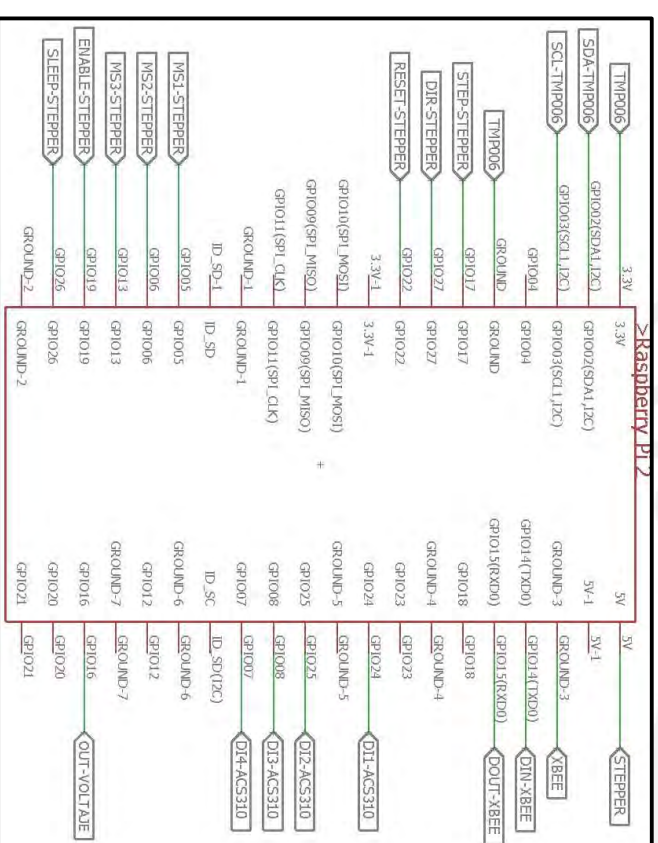 >Raspberry Pi 2
TMP006 3.3V 3.3V 5V 5V STEPPER
SDA-TMP006 GPIO02(SDA1,I2C) GPIO02(SDA1,I2C) 5V-1 5V-1
SCL-TMP006 GPIO03(SCL1,I2C) GPIO03(SCL1,I2C) GROUND-3 GROUND-3 XBEE
GPIO04 GPIO04 GPIO14(TXD0) GPIO14(TXD0) DIN-XBEE
TMP006 GROUND GROUND GPIO15(RXD0) GPIO15(RXD0) DOUT-XBEE
STEP-STEPPER GPIO17 GPIO17 GPIO18 GPIO18
DIR-STEPPER GPIO27 GPIO27 GROUND-4 GROUND-4
RESET-STEPPER GPIO22 GPIO22 GPIO23 GPIO23
3.3V-1 3.3V-1 GPIO24 GPIO24 DI1-ACS310
GPIO10(SPI_MOSI) GPIO10(SPI_MOSI) GROUND-5 GROUND-5
GPIO09(SPI_MISO) GPIO09(SPI_MISO) GPIO25 GPIO25 DI2-ACS310
GPIO11(SPI_CLK) GPIO11(SPI_CLK) GPIO08 GPIO08 DI3-ACS310
GROUND-1 GROUND-1 GPIO07 GPIO07 DI4-ACS310
ID_SD-1 ID_SD ID_SC ID_SD(I2C)
MS1-STEPPER GPIO05 GPIO05 GROUND-6 GROUND-6
MS2-STEPPER GPIO06 GPIO06 GPIO12 GPIO12
MS3-STEPPER GPIO13 GPIO13 GROUND-7 GROUND-7
ENABLE-STEPPER GPIO19 GPIO19 GPIO16 GPIO16 OUT-VOLTAJE
SLEEP-STEPPER GPIO26 GPIO26 GPIO20 GPIO20
GROUND-2 GROUND-2 GPIO21 GPIO21